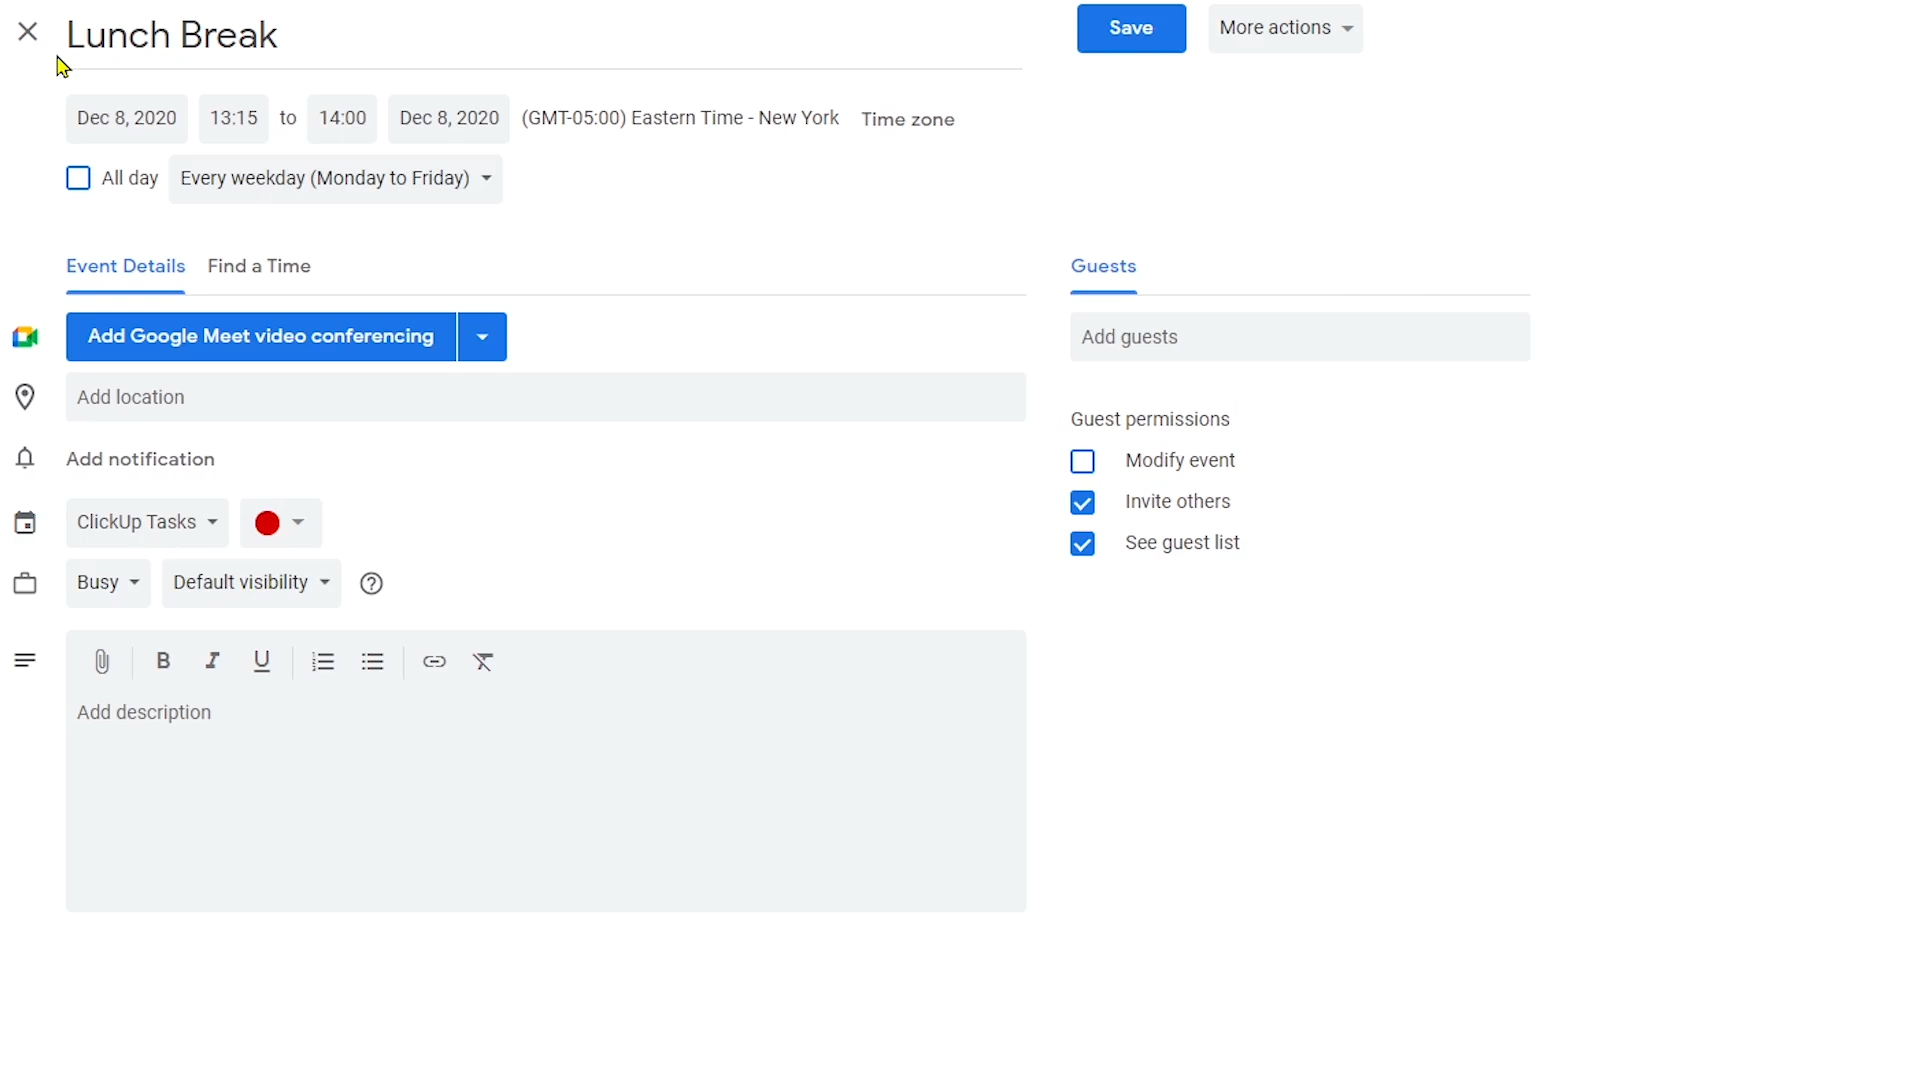 Lunch Break
Save
More actions
Dec 8, 2020 13:15 to 14:00 Dec 8, 2020 (GMT-05:00) Eastern Time - New York Time zone
All day Every weekday (Monday to Friday)
Event Details Find a Time
Guests
Add Google Meet video conferencing
Add guests
Add location
Guest permissions
Add notification
Modify event
Invite others
ClickUp Tasks
See guest list
Busy Default visibility
B I U
Add description